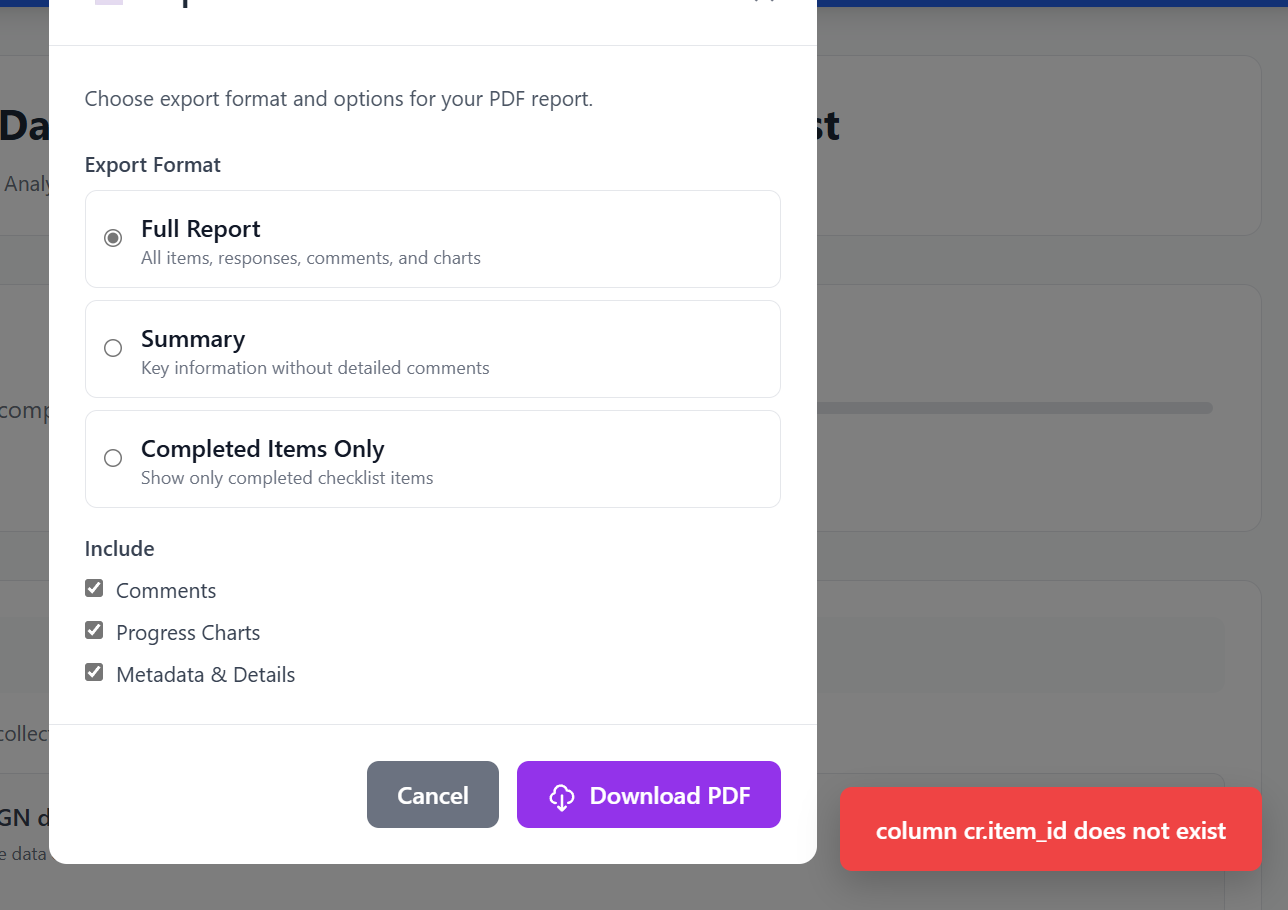 Choose export format and options for your PDF report.
Export Format
Full Report
All items, responses, comments, and charts
Summary
Key information without detailed comments
Completed Items Only
Show only completed checklist items
Include
Comments
Progress Charts
Metadata & Details
Cancel
Download PDF
column cr.item_id does not exist
Da
st
Analy
comp
collec
GN d
e data